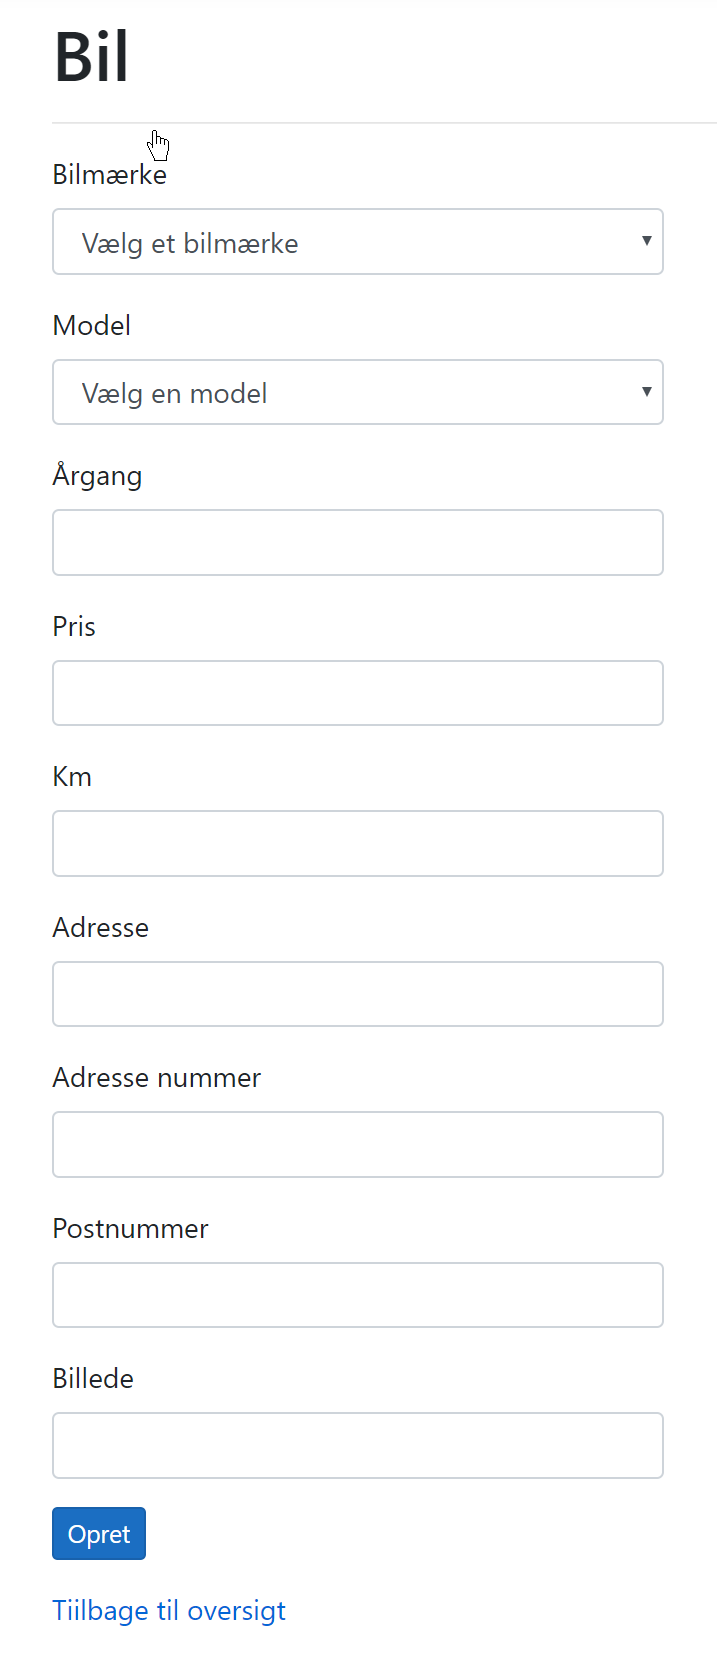 Bil
Bilmærke
Vælg et bilmærke
Model
Vælg en model
Årgang
Pris
Km
Adresse
Adresse nummer
Postnummer
Billede
Opret
Tiilbage til oversigt